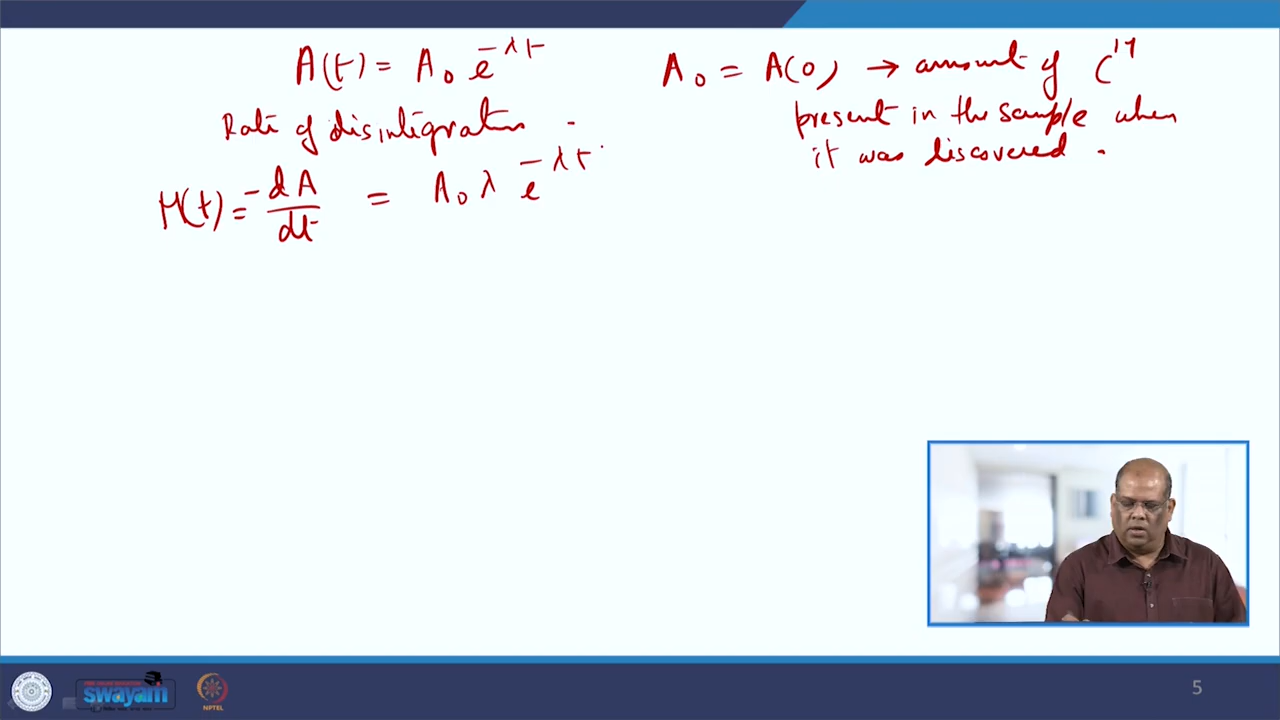 A(t) = A₀ e^{-λt}
Rate of disintegration .
M(t) = -dA/dt = A₀ λ e^{-λt}
A₀ = A(0) → amount of C¹⁴
present in the sample when
it was discovered .
swayam
NPTEL
5